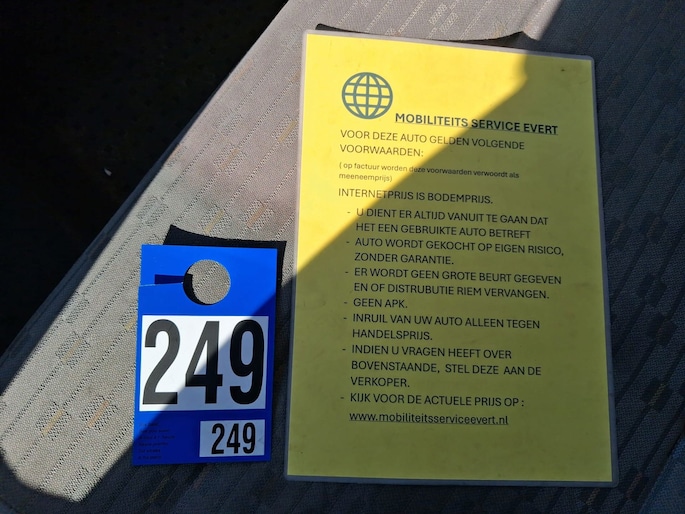 MOBILITEITS SERVICE EVERT
VOOR DEZE AUTO GELDEN VOLGENDE
VOORWAARDEN:
( op factuur worden deze voorwaarden verwoordt als
meeneemprijs)
INTERNETPRIJS IS BODEMPRIJS.
- U DIENT ER ALTIJD VANUIT TE GAAN DAT
HET EEN GEBRUIKTE AUTO BETREFT
- AUTO WORDT GEKOCHT OP EIGEN RISICO,
ZONDER GARANTIE.
- ER WORDT GEEN GROTE BEURT GEGEVEN
EN OF DISTRUBUTIE RIEM VERVANGEN.
- GEEN APK.
- INRUIL VAN UW AUTO ALLEEN TEGEN
HANDELSPRIJS.
- INDIEN U VRAGEN HEEFT OVER
BOVENSTAANDE, STEL DEZE AAN DE
VERKOPER.
- KIJK VOOR DE ACTUELE PRIJS OP :
www.mobiliteitsserviceevert.nl
249
249